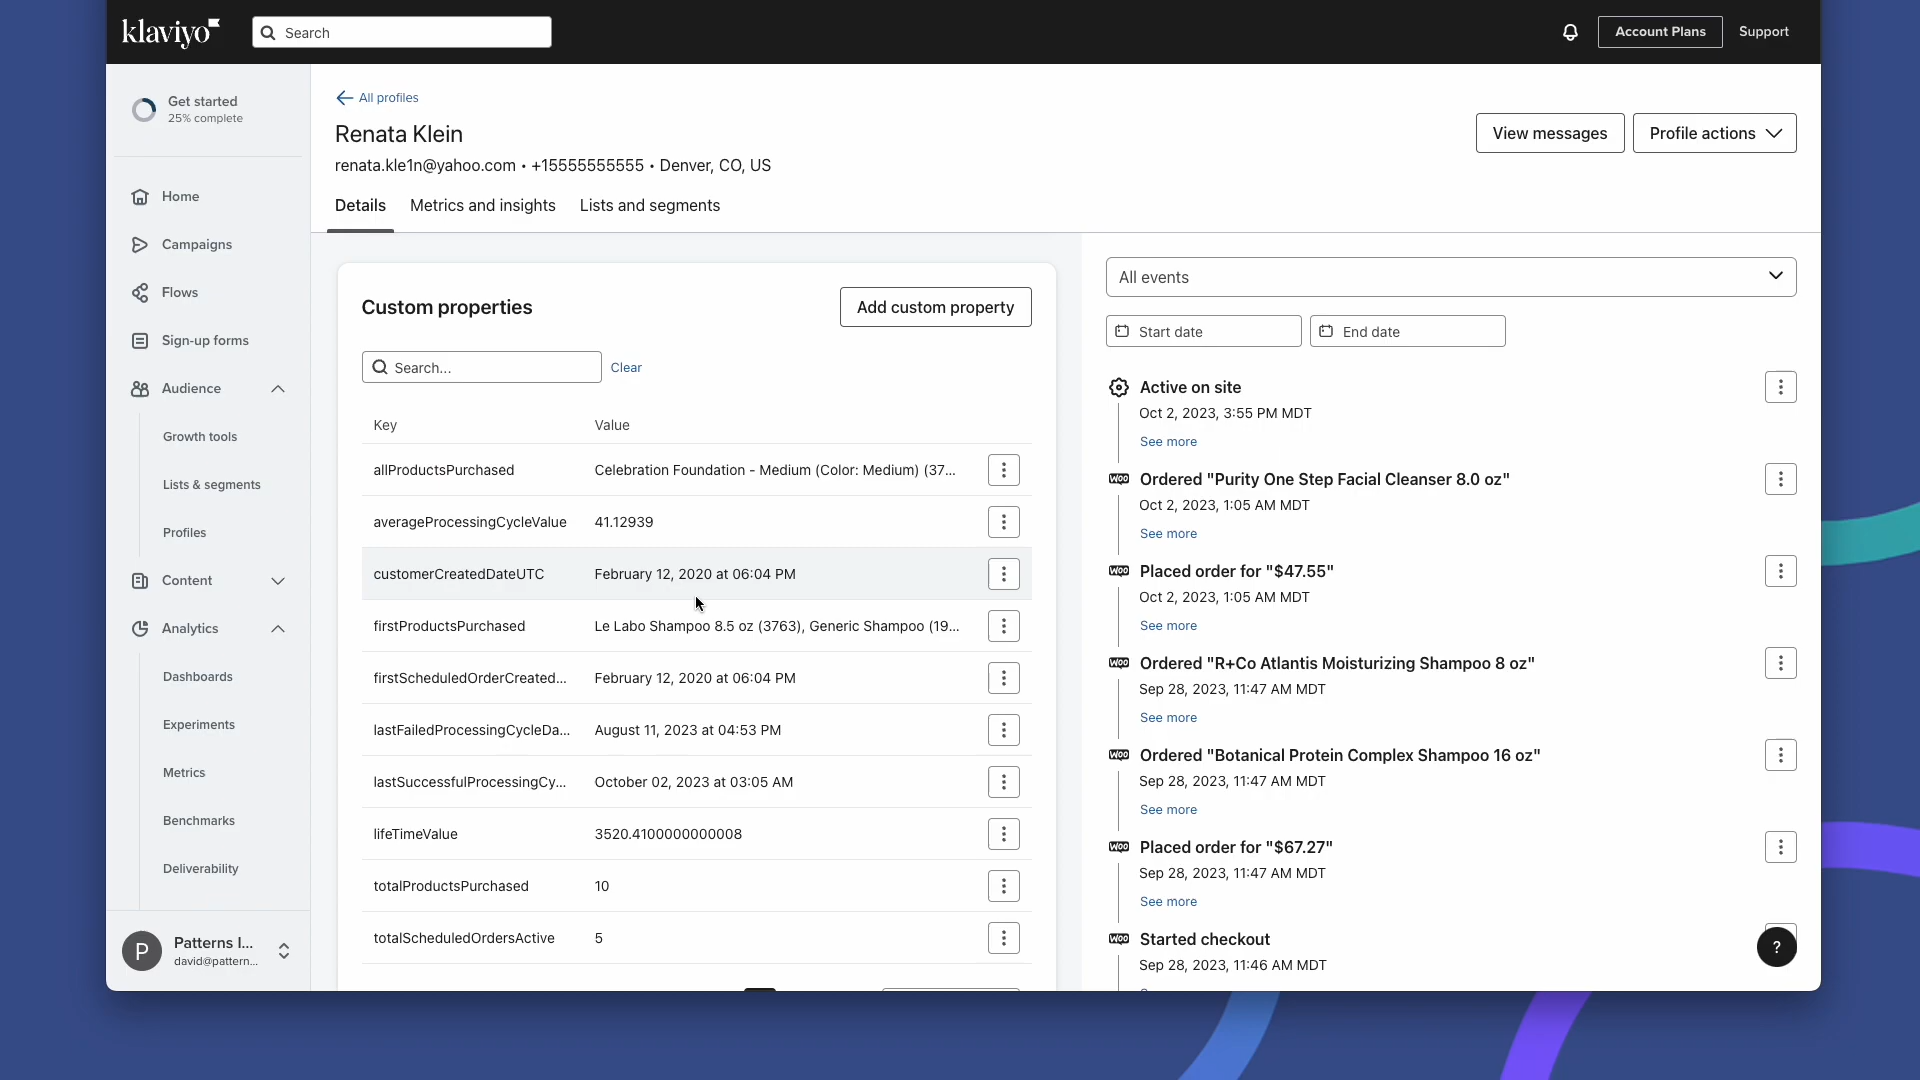 klaviyo
Search
Account Plans
Support
Get started
25% complete
Home
Campaigns
Flows
Sign-up forms
Audience
Growth tools
Lists & segments
Profiles
Content
Analytics
Dashboards
Experiments
Metrics
Benchmarks
Deliverability
P
Patterns I...
david@pattern...
All profiles
Renata Klein
renata.kle1n@yahoo.com • +15555555555 • Denver, CO, US
View messages
Profile actions
Details
Metrics and insights
Lists and segments
Custom properties
Add custom property
Search...
Clear
Key Value
allProductsPurchased Celebration Foundation - Medium (Color: Medium) (37...
averageProcessingCycleValue 41.12939
customerCreatedDateUTC February 12, 2020 at 06:04 PM
firstProductsPurchased Le Labo Shampoo 8.5 oz (3763), Generic Shampoo (19...
firstScheduledOrderCreated... February 12, 2020 at 06:04 PM
lastFailedProcessingCycleDa... August 11, 2023 at 04:53 PM
lastSuccessfulProcessingCy... October 02, 2023 at 03:05 AM
lifeTimeValue 3520.4100000000008
totalProductsPurchased 10
totalScheduledOrdersActive 5
All events
Start date
End date
Active on site
Oct 2, 2023, 3:55 PM MDT
See more
WOO Ordered "Purity One Step Facial Cleanser 8.0 oz"
Oct 2, 2023, 1:05 AM MDT
See more
WOO Placed order for "$47.55"
Oct 2, 2023, 1:05 AM MDT
See more
WOO Ordered "R+Co Atlantis Moisturizing Shampoo 8 oz"
Sep 28, 2023, 11:47 AM MDT
See more
WOO Ordered "Botanical Protein Complex Shampoo 16 oz"
Sep 28, 2023, 11:47 AM MDT
See more
WOO Placed order for "$67.27"
Sep 28, 2023, 11:47 AM MDT
See more
WOO Started checkout
Sep 28, 2023, 11:46 AM MDT
?